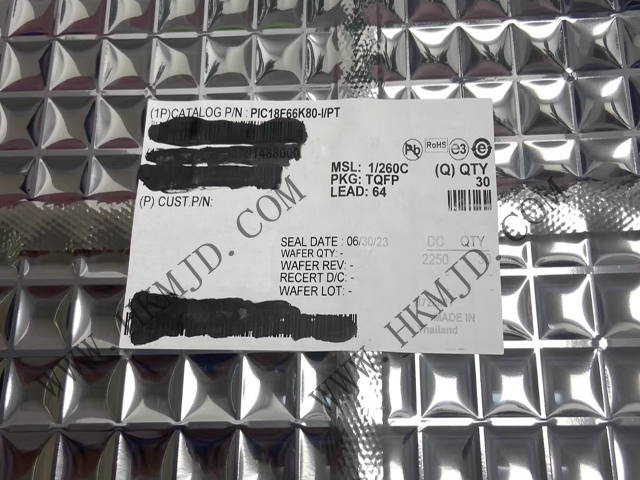 (1P)CATALOG P/N : PIC18F66K80-I/PT
Pb RoHS e3 e
MSL: 1/260C (Q) QTY
PKG: TQFP 30
LEAD: 64
(P) CUST.P/N:
SEAL DATE : 06/30/23 DC QTY
WAFER QTY: - 2250
WAFER REV: -
RECERT D/C: -
WAFER LOT: -
MADE IN
Thailand
WWW.HKMJD.COM
WWW.HKMJD.COM